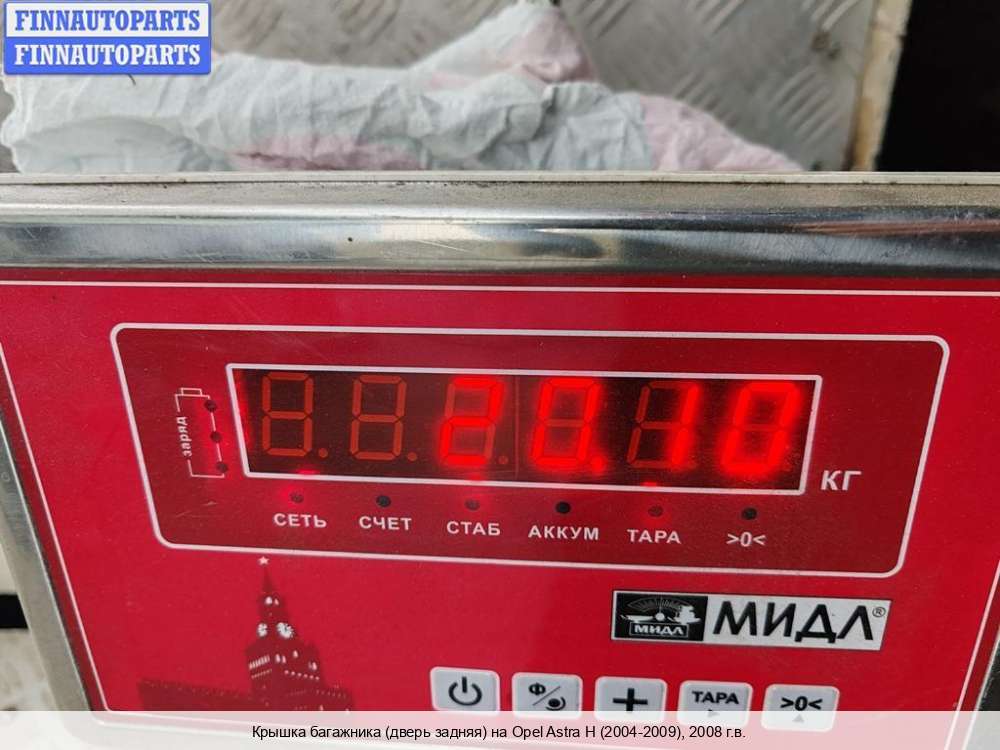 FINNAUTOPARTS
FINNAUTOPARTS
20.10
заряд
КГ
СЕТЬ СЧЕТ СТАБ АККУМ ТАРА >0<
МИДЛ МИДЛ®
Ф + ТАРА >0<
Крышка багажника (дверь задняя) на Opel Astra H (2004-2009), 2008 г.в.